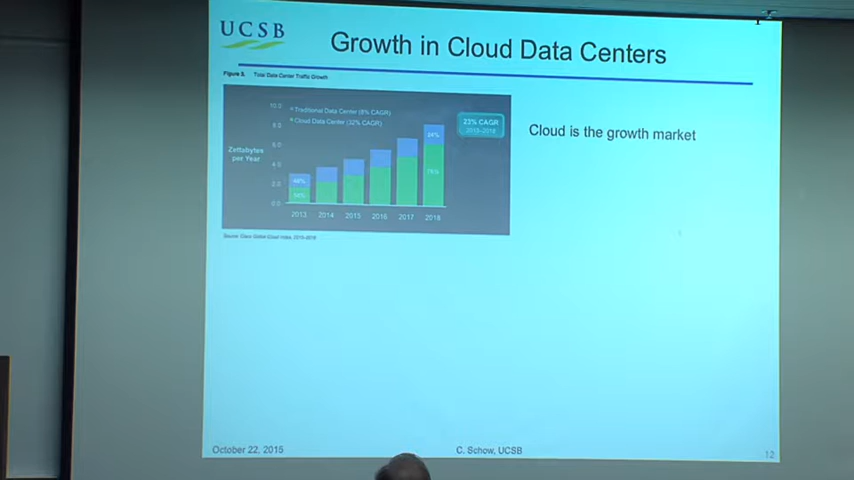 UCSB
Growth in Cloud Data Centers
Total Data Center Traffic Growth
Traditional Data Center (8% CAGR)
Cloud Data Center (32% CAGR)
23% CAGR
2013–2018
Cloud is the growth market
Zettabytes
per Year
10.0
8.0
6.0
4.0
2.0
0.0
24%
76%
2013
2014
2015
2016
2017
2018
October 22, 2015
C. Schow, UCSB
12